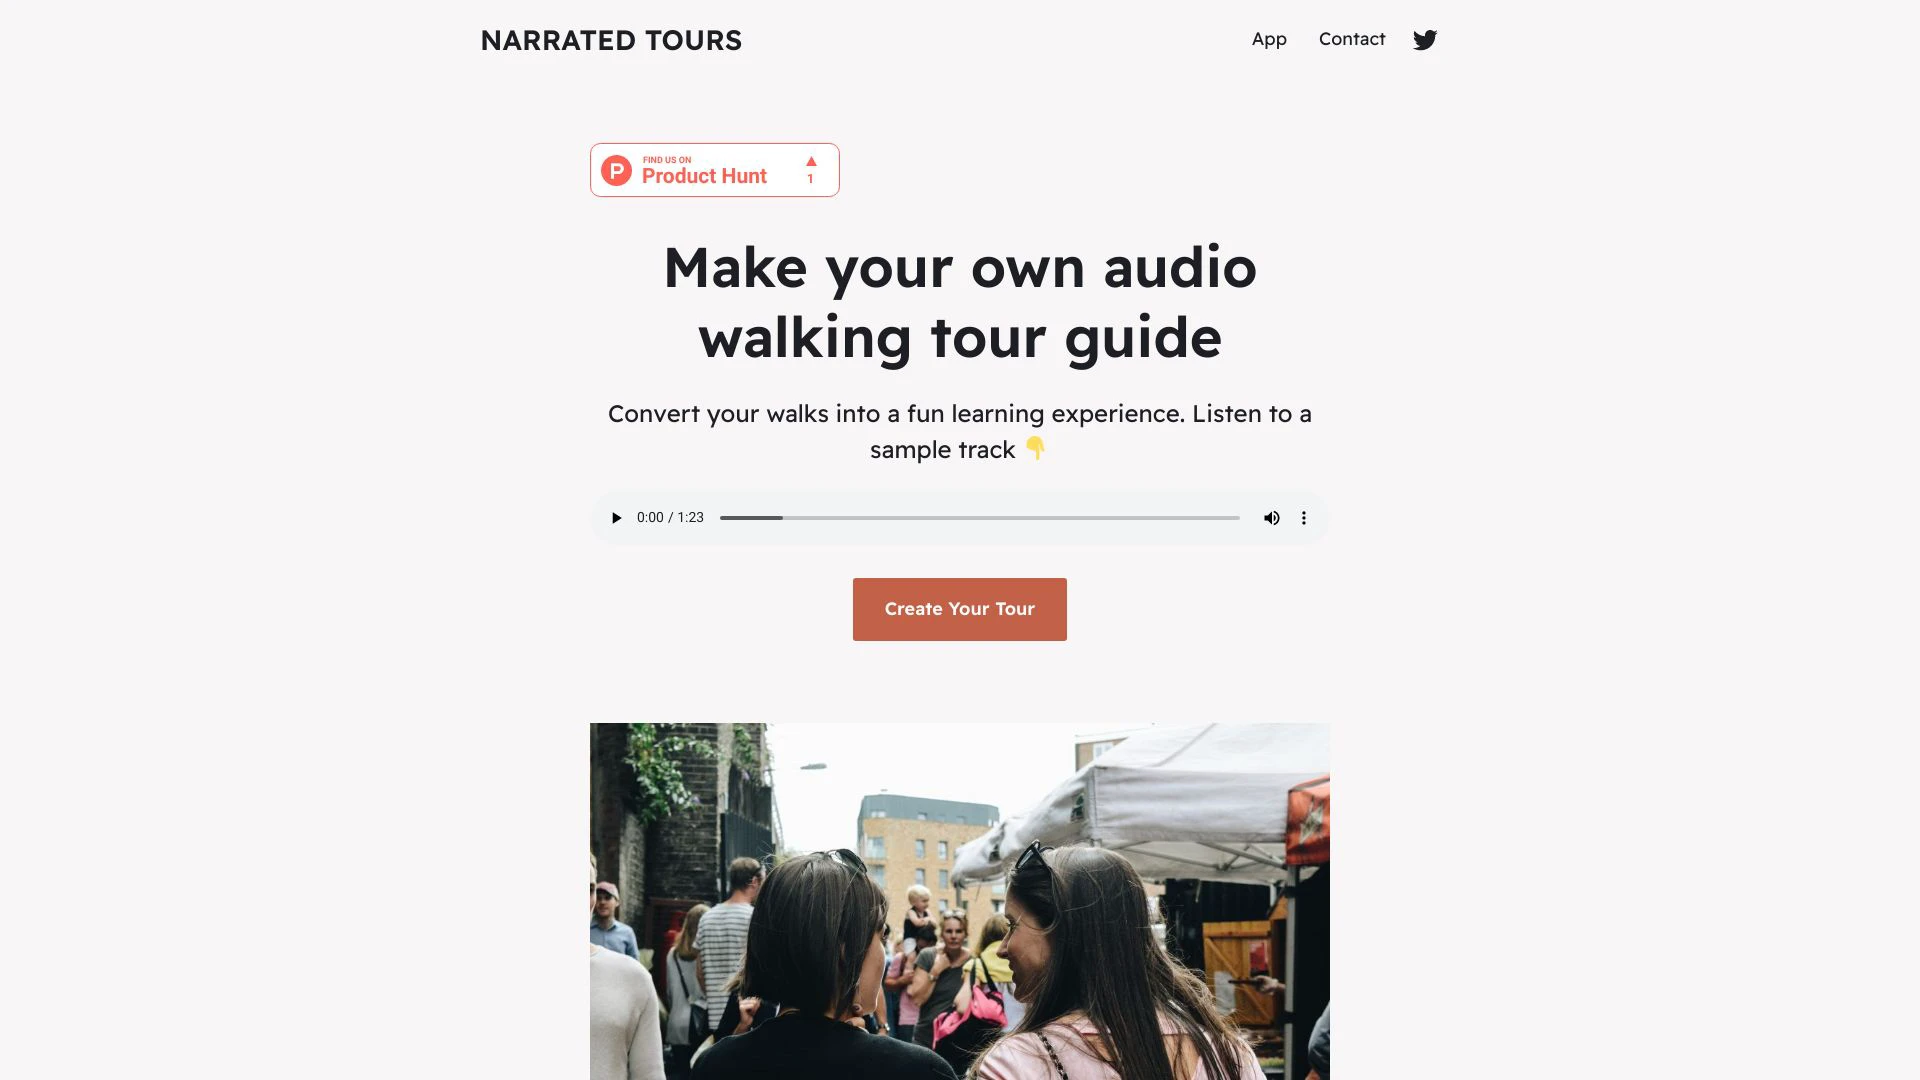 NARRATED TOURS
App
Contact
FIND US ON
Product Hunt
1
Make your own audio
walking tour guide
Convert your walks into a fun learning experience. Listen to a
sample track 👇
0:00 / 1:23
Create Your Tour